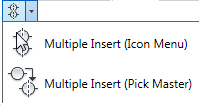 Multiple Insert (Icon Menu)
Multiple Insert (Pick Master)